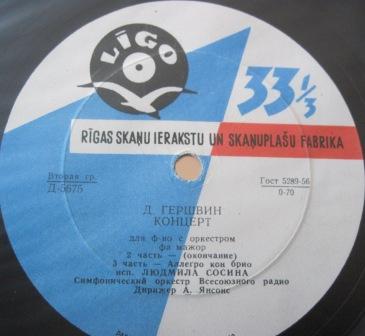 LĪGO
33 1/3
RĪGAS SKAŅU IERAKSTU UN SKAŅUPLAŠU FABRIKA
Вторая гр.
Д-5675
Гост 5289-56
0-70
Д. ГЕРШВИН
КОНЦЕРТ
для ф-но с оркестром
фа мажор
2 часть — (окончание)
3 часть — Аллегро кон брио
исп. ЛЮДМИЛА СОСИНА
Симфонический оркестр Всесоюзного радио
Дирижер А. Янсонс